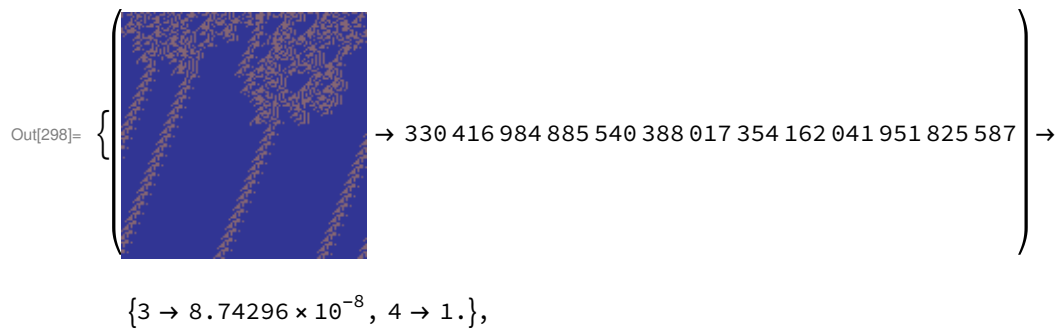 Out[298]= {( → 330 416 984 885 540 388 017 354 162 041 951 825 587) →
{3 → 8.74296 × 10^-8, 4 → 1.},